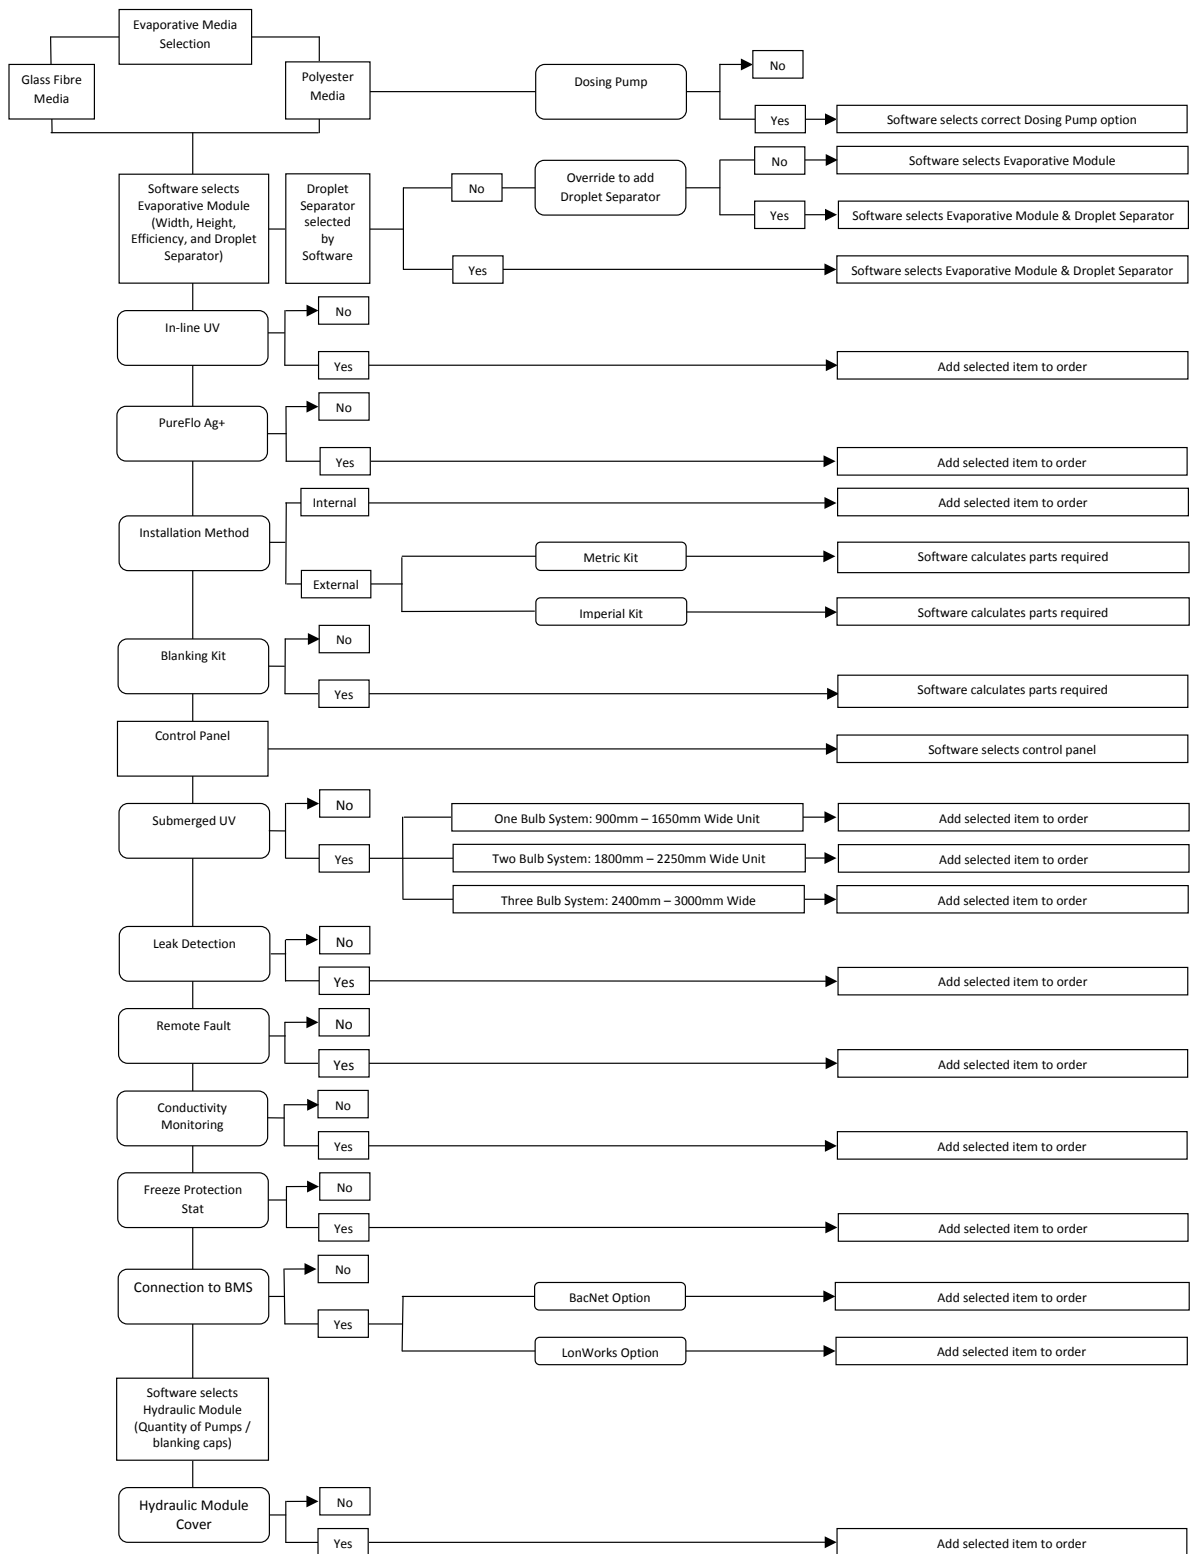 Evaporative Media
Selection
Glass Fibre
Media
Polyester
Media
Dosing Pump
No
Yes
Software selects correct Dosing Pump option
Software selects
Evaporative Module
(Width, Height,
Efficiency, and Droplet
Separator)
Droplet
Separator
selected
by
Software
No
Override to add
Droplet Separator
No
Software selects Evaporative Module
Yes
Software selects Evaporative Module & Droplet Separator
Yes
Software selects Evaporative Module & Droplet Separator
In-line UV
No
Yes
Add selected item to order
PureFlo Ag+
No
Yes
Add selected item to order
Installation Method
Internal
Add selected item to order
External
Metric Kit
Software calculates parts required
Imperial Kit
Software calculates parts required
Blanking Kit
No
Yes
Software calculates parts required
Control Panel
Software selects control panel
Submerged UV
No
Yes
One Bulb System: 900mm – 1650mm Wide Unit
Add selected item to order
Two Bulb System: 1800mm – 2250mm Wide Unit
Add selected item to order
Three Bulb System: 2400mm – 3000mm Wide
Add selected item to order
Leak Detection
No
Yes
Add selected item to order
Remote Fault
No
Yes
Add selected item to order
Conductivity
Monitoring
No
Yes
Add selected item to order
Freeze Protection
Stat
No
Yes
Add selected item to order
Connection to BMS
No
Yes
BacNet Option
Add selected item to order
LonWorks Option
Add selected item to order
Software selects
Hydraulic Module
(Quantity of Pumps /
blanking caps)
Hydraulic Module
Cover
No
Yes
Add selected item to order